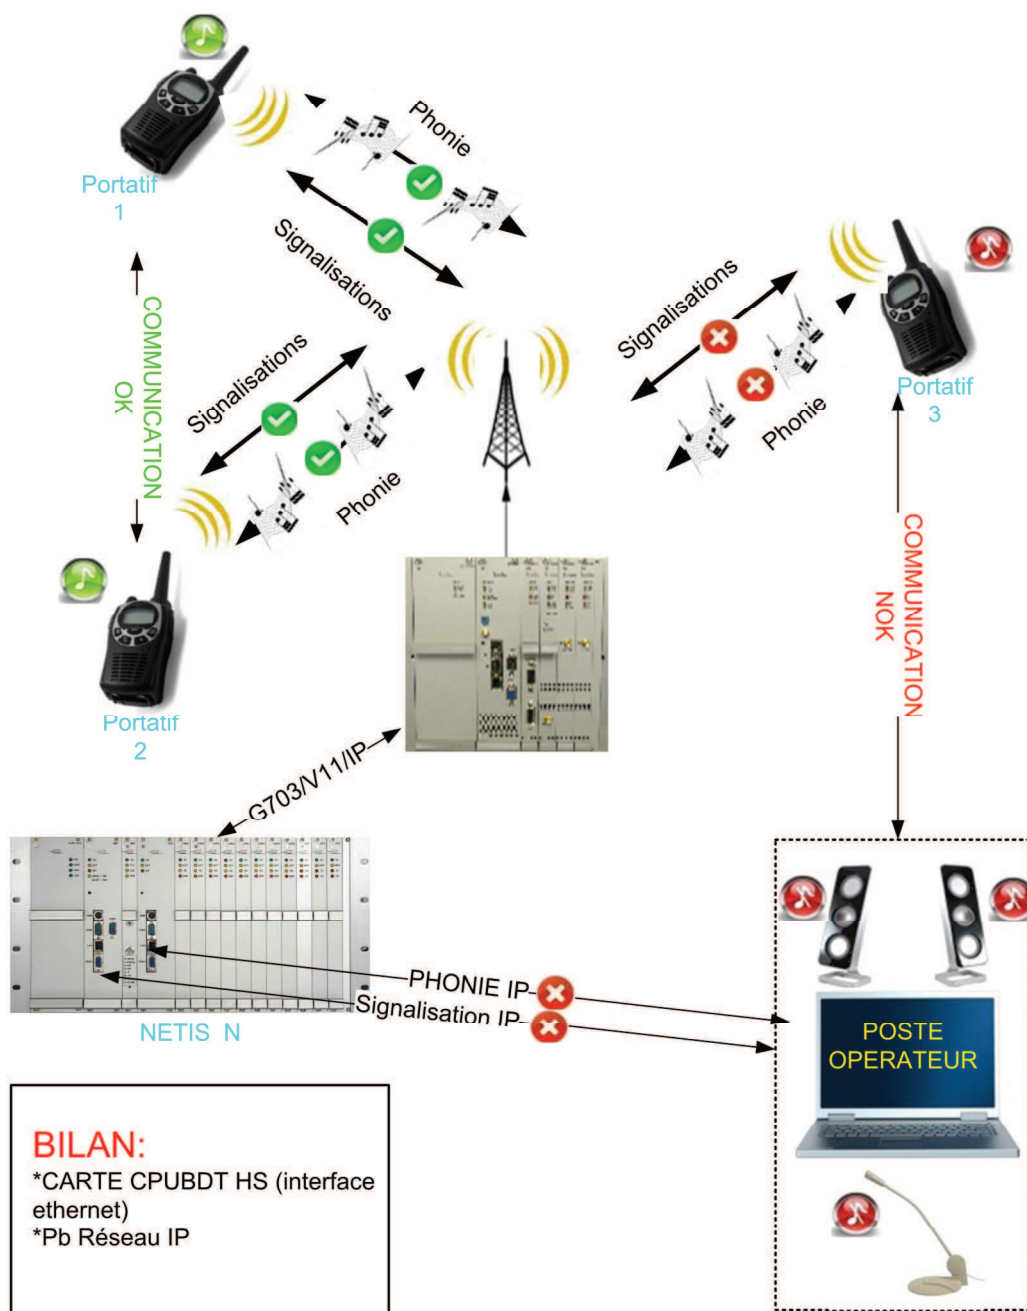 Phonie
Portatif
1
Signalisations
Signalisations
Signalisations
COMMUNICATION
OK
Phonie
Phonie
Portatif
3
COMMUNICATION
NOK
Portatif
2
G703/V11/IP
PHONIE IP
Signalisation IP
NETIS N
POSTE
OPERATEUR
BILAN:
*CARTE CPUBDT HS (interface
ethernet)
*Pb Réseau IP